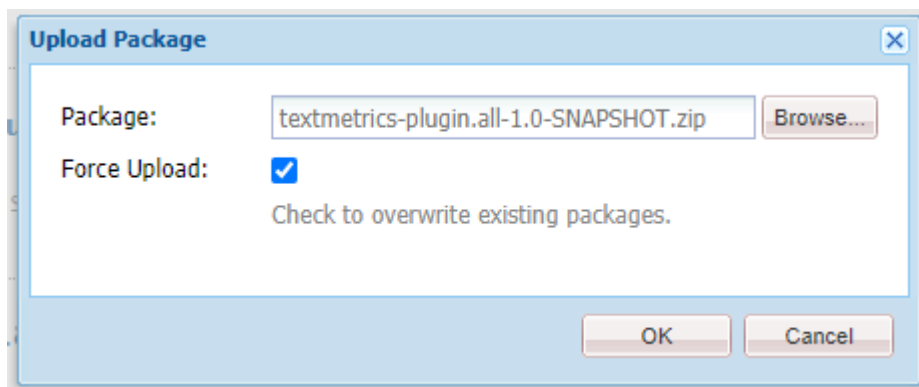 Upload Package
Package: textmetrics-plugin.all-1.0-SNAPSHOT.zip Browse...
Force Upload:
Check to overwrite existing packages.
OK Cancel